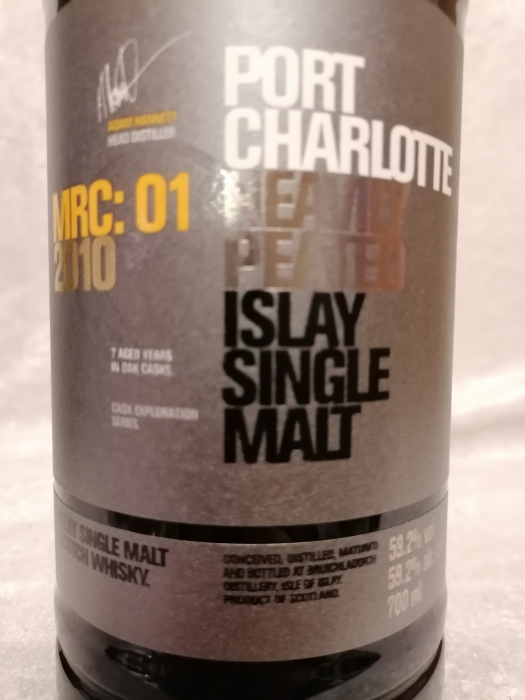 ADAM HANNETT
HEAD DISTILLER
PORT
CHARLOTTE
HEAVILY
PEATED
ISLAY
SINGLE
MALT
MRC: 01
2010
7 AGED YEARS
IN OAK CASKS.
CASK EXPLORATION
SERIES.
ISLAY SINGLE MALT
SCOTCH WHISKY.
CONCEIVED, DISTILLED, MATURED
AND BOTTLED AT BRUICHLADDICH
DISTILLERY, ISLE OF ISLAY.
PRODUCT OF SCOTLAND.
59.2% vol
59.2% alc.
700 ml